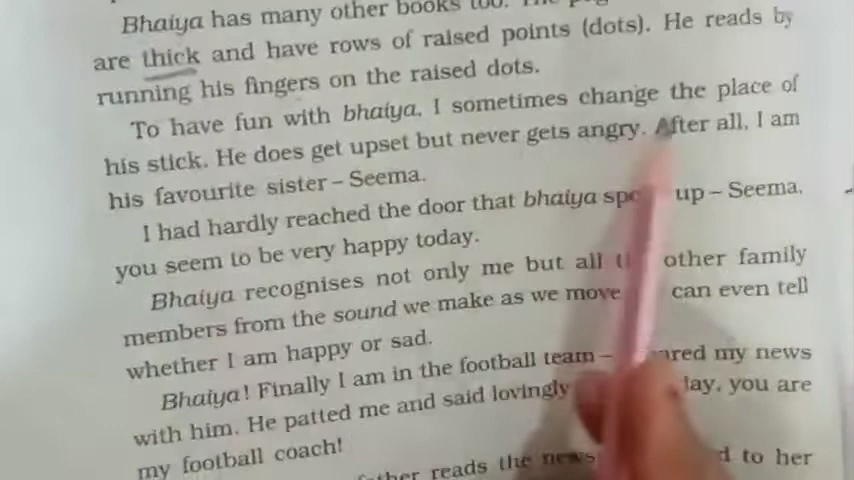 Bhaiya has many other books too. The
are thick and have rows of raised points (dots). He reads by
running his fingers on the raised dots.
To have fun with bhaiya, I sometimes change the place of
his stick. He does get upset but never gets angry. After all, I am
his favourite sister – Seema.
I had hardly reached the door that bhaiya up – Seema,
you seem to be very happy today.
Bhaiya recognises not only me but all other family
members from the sound we make as we move can even tell
whether I am happy or sad.
Bhaiya! Finally I am in the football team – my news
with him. He patted me and said lovingly you are
my football coach!
reads the news to her